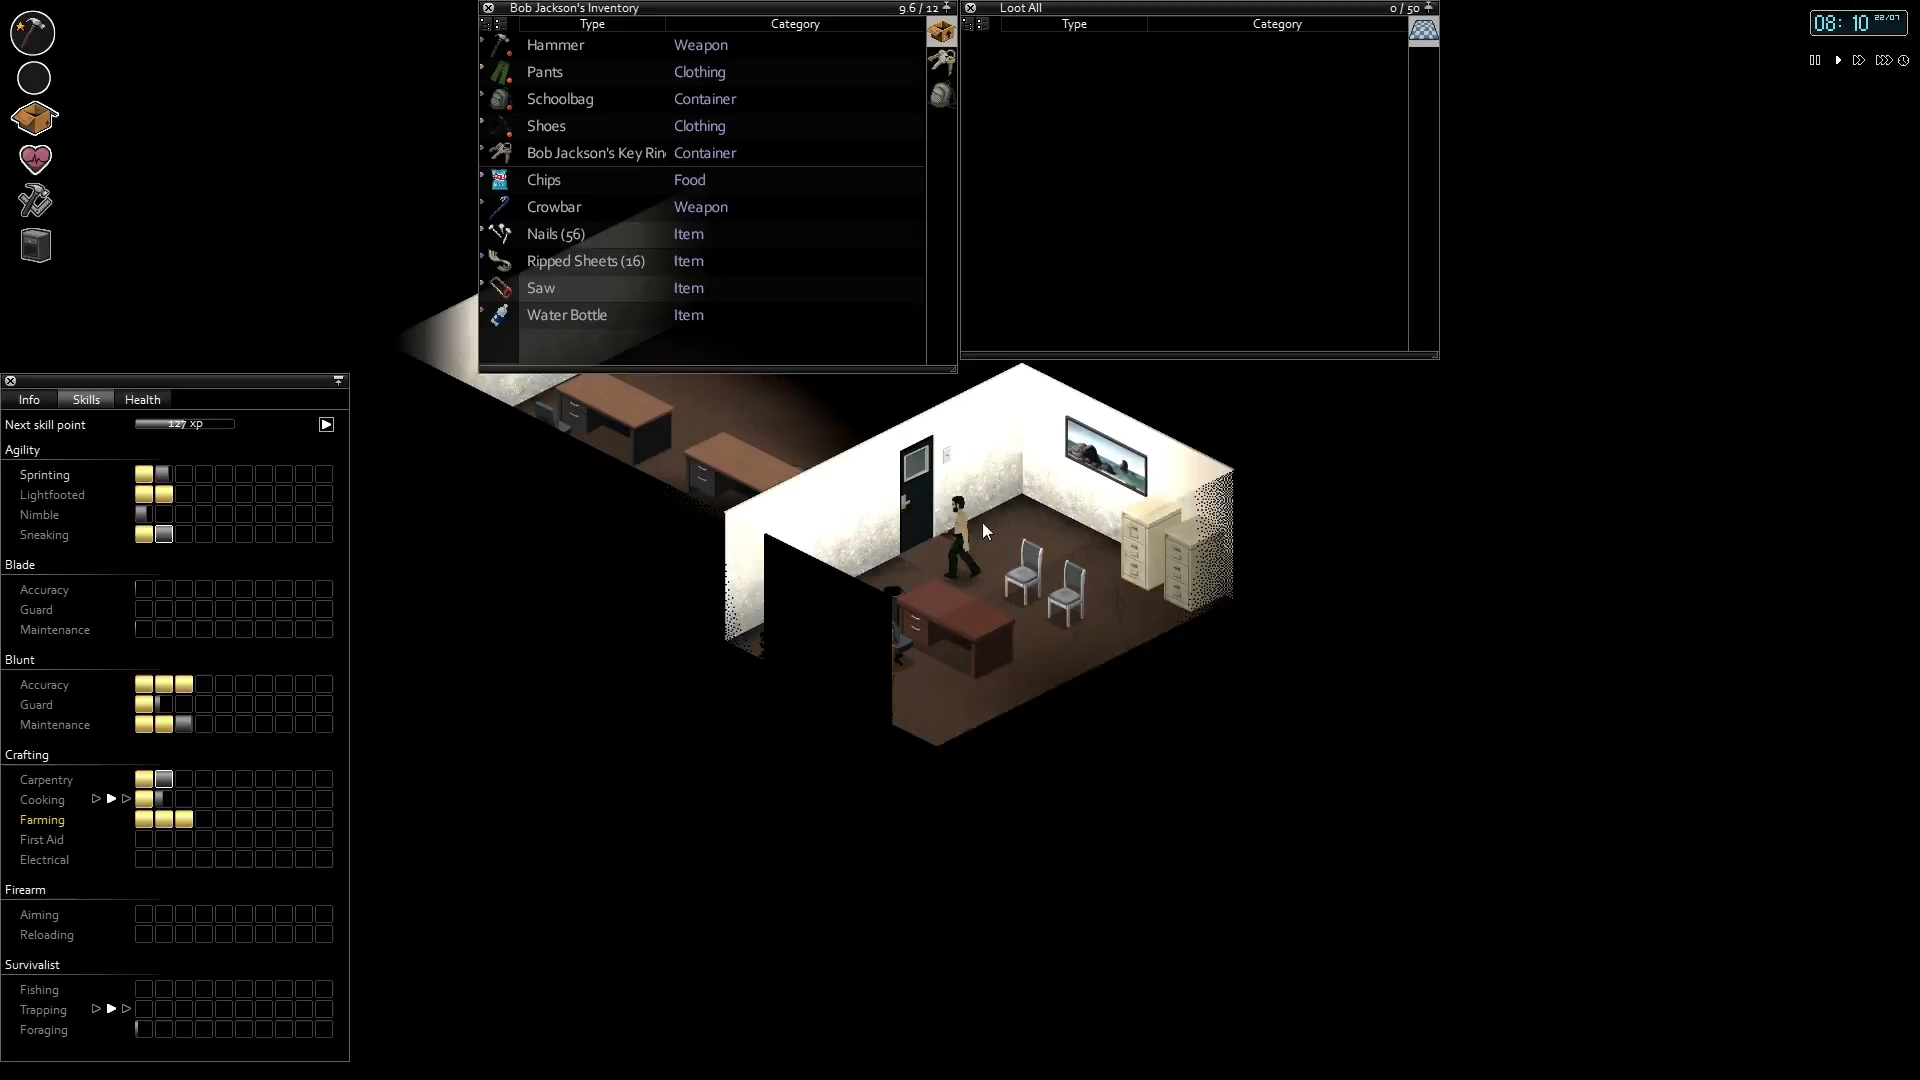 Bob Jackson's Inventory 9.6 / 12
Type Category
Hammer Weapon
Pants Clothing
Schoolbag Container
Shoes Clothing
Bob Jackson's Key Rin Container
Chips Food
Crowbar Weapon
Nails (56) Item
Ripped Sheets (16) Item
Saw Item
Water Bottle Item
Loot All 0 / 50
Type Category
08: 10 22/07
Info Skills Health
Next skill point 127 xp
Agility
Sprinting
Lightfooted
Nimble
Sneaking
Blade
Accuracy
Guard
Maintenance
Blunt
Accuracy
Guard
Maintenance
Crafting
Carpentry
Cooking
Farming
First Aid
Electrical
Firearm
Aiming
Reloading
Survivalist
Fishing
Trapping
Foraging